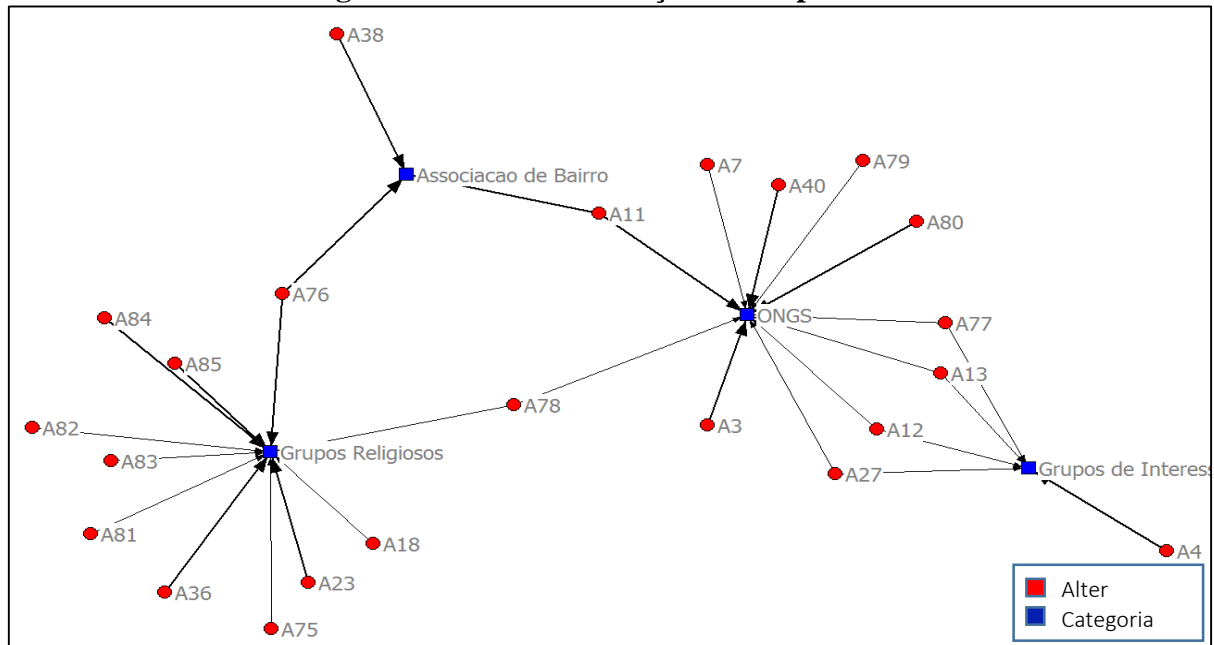 A38
Associacao de Bairro
A7
A79
A40
A11
A80
A76
A84
ONGS
A77
A85
A13
A78
A82
A3
A12
Grupos Religiosos
A83
Grupos de Interess
A27
A81
A18
A4
A23
A36
A75
Alter
Categoria